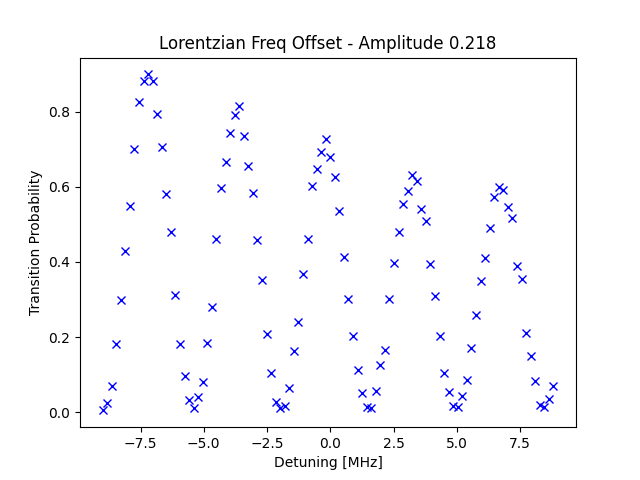 Lorentzian Freq Offset - Amplitude 0.218
Transition Probability
0.8
0.6
0.4
0.2
0.0
−7.5 −5.0 −2.5 0.0 2.5 5.0 7.5
Detuning [MHz]